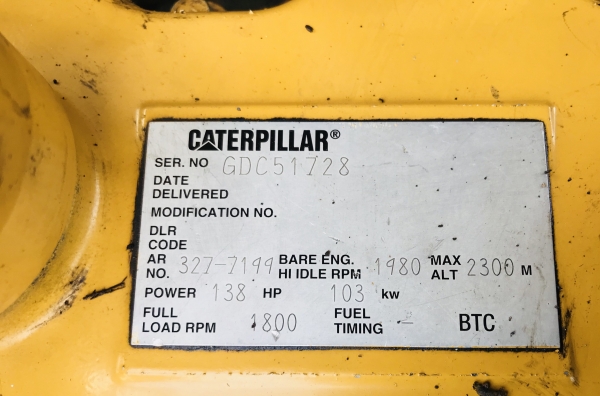 CATERPILLAR®
SER. NO GDC51728
DATE
DELIVERED
MODIFICATION NO.
DLR
CODE
AR NO. 327-7199 BARE ENG. HI IDLE RPM 1980 MAX ALT 2300 M
POWER 138 HP 103 kw
FULL LOAD RPM 1800 FUEL TIMING - BTC